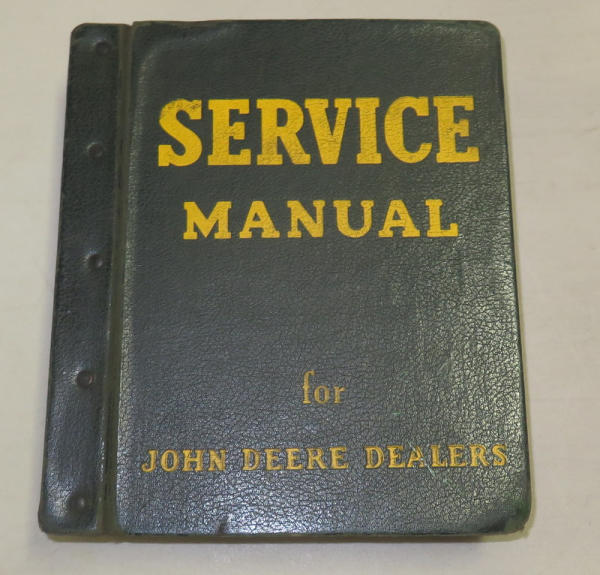 SERVICE
MANUAL
for
JOHN DEERE DEALERS